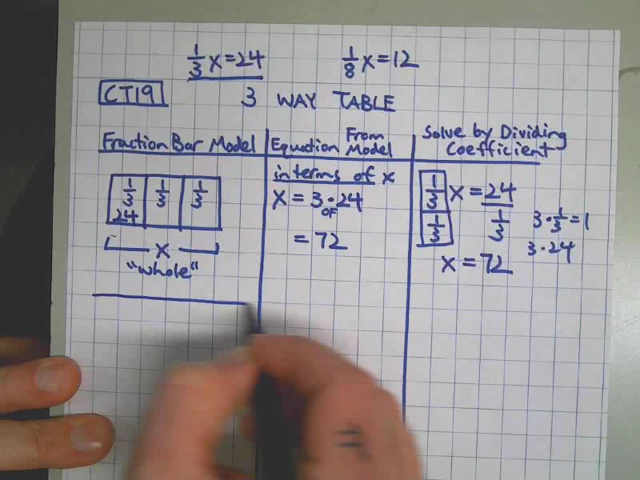 1/3 x = 24 1/8 x = 12
CT19 3 WAY TABLE
Fraction Bar Model
1/3 1/3 1/3
24
x
"whole"
Equation From Model
in terms of x
x = 3 · 24
of
= 72
Solve by Dividing
Coefficient
1/3 x = 24
1/3 1/3
3 · 1/3 = 1
3 · 24
x = 72